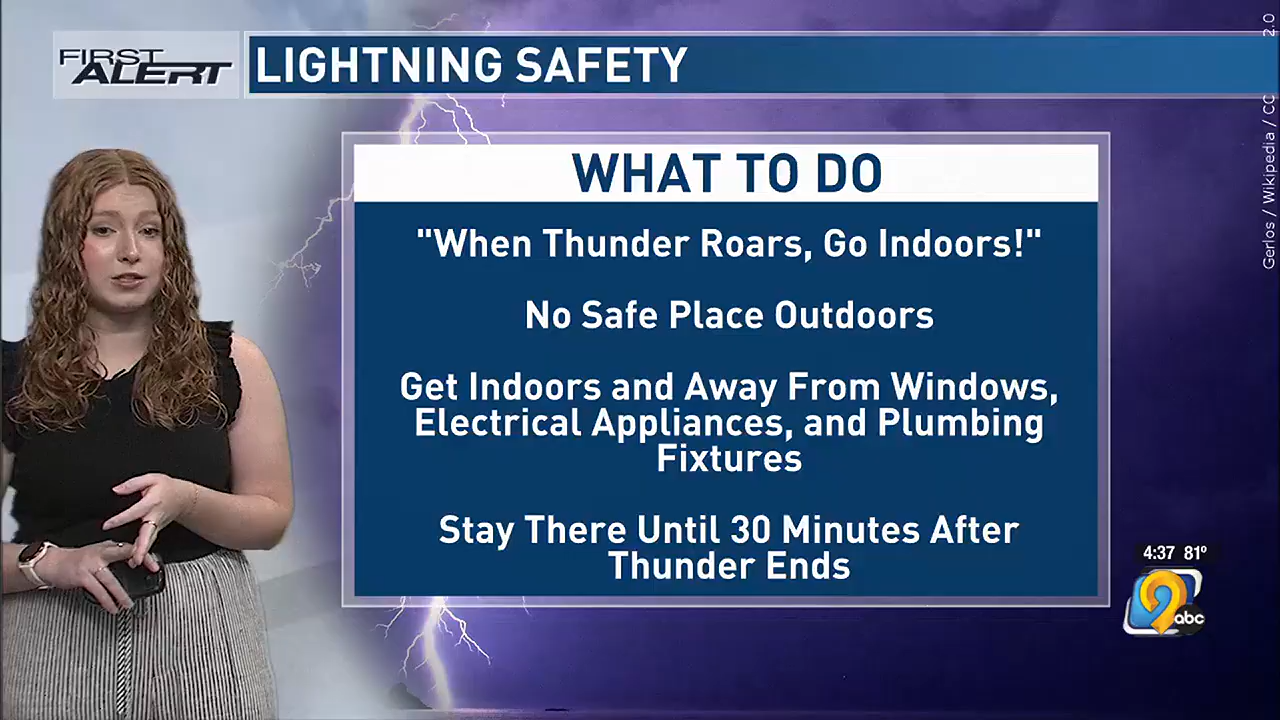 FIRST
ALERT
LIGHTNING SAFETY
WHAT TO DO
"When Thunder Roars, Go Indoors!"
No Safe Place Outdoors
Get Indoors and Away From Windows,
Electrical Appliances, and Plumbing
Fixtures
Stay There Until 30 Minutes After
Thunder Ends
Gerlos / Wikipedia / CC 2.0
4:37 81º
9
abc